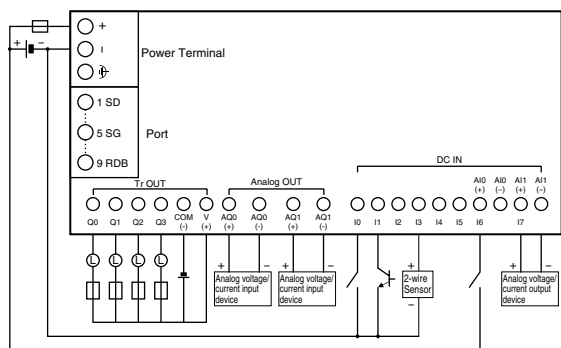 +
+ −
−
Power Terminal
1 SD
5 SG
Port
9 RDB
Tr OUT
Analog OUT
DC IN
AI0 (+)
AI0 (−)
AI1 (+)
AI1 (−)
Q0 Q1 Q2 Q3 COM (-) V (+) AQ0 (+) AQ0 (-) AQ1 (+) AQ1 (-) I0 I1 I2 I3 I4 I5 I6 I7
L L L L
+ − + − + + −
Analog voltage/
current input
device
Analog voltage/
current input
device
2-wire
Sensor
−
Analog voltage/
current output
device